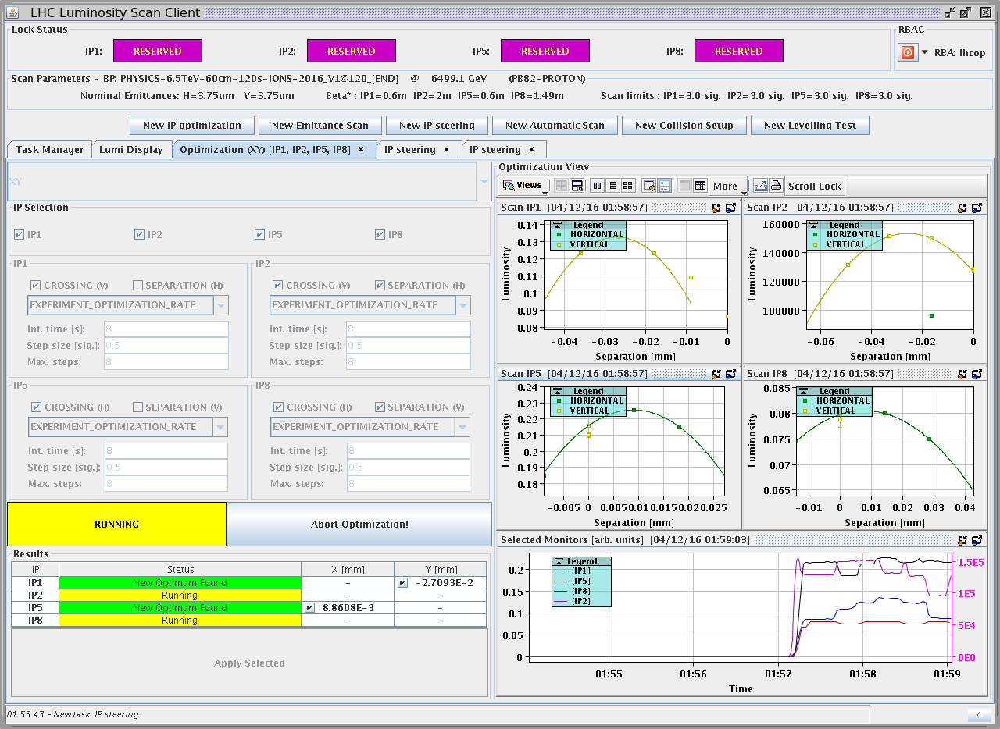 LHC Luminosity Scan Client
Lock Status
RBAC
IP1: RESERVED IP2: RESERVED IP5: RESERVED IP8: RESERVED
RBA: lhcop
Scan Parameters - BP: PHYSICS-6.5TeV-60cm-120s-IONS-2016_V1@120_[END] @ 6499.1 GeV (PB82-PROTON)
Nominal Emittances: H=3.75um V=3.75um Beta* : IP1=0.6m IP2=2m IP5=0.6m IP8=1.49m Scan limits : IP1=3.0 sig. IP2=3.0 sig. IP5=3.0 sig. IP8=3.0 sig.
New IP optimization New Emittance Scan New IP steering New Automatic Scan New Collision Setup New Levelling Test
Task Manager Lumi Display Optimization (XY) [IP1, IP2, IP5, IP8] × IP steering × IP steering ×
XY
IP Selection
IP1 IP2 IP5 IP8
IP1
CROSSING (V) SEPARATION (H)
EXPERIMENT_OPTIMIZATION_RATE
Int. time [s]: 8
Step size [sig.]: 0.5
Max. steps: 8
IP2
CROSSING (V) SEPARATION (H)
EXPERIMENT_OPTIMIZATION_RATE
Int. time [s]: 8
Step size [sig.]: 0.5
Max. steps: 8
IP5
CROSSING (H) SEPARATION (V)
EXPERIMENT_OPTIMIZATION_RATE
Int. time [s]: 8
Step size [sig.]: 0.5
Max. steps: 8
IP8
CROSSING (H) SEPARATION (V)
EXPERIMENT_OPTIMIZATION_RATE
Int. time [s]: 8
Step size [sig.]: 0.5
Max. steps: 8
RUNNING Abort Optimization!
Results
IP Status X [mm] Y [mm]
IP1 New Optimum Found - -2.7093E-2
IP2 Running - -
IP5 New Optimum Found 8.8608E-3 -
IP8 Running - -
Apply Selected
Optimization View
Views More Scroll Lock
Scan IP1 [04/12/16 01:58:57]
Legend
HORIZONTAL
VERTICAL
Luminosity
0.14
0.13
0.12
0.11
0.1
0.09
0.08
-0.04 -0.03 -0.02 -0.01 0
Separation [mm]
Scan IP2 [04/12/16 01:58:57]
Legend
HORIZONTAL
VERTICAL
Luminosity
160000
140000
120000
100000
-0.06 -0.04 -0.02 0
Separation [mm]
Scan IP5 [04/12/16 01:58:57]
Legend
HORIZONTAL
VERTICAL
Luminosity
0.24
0.23
0.22
0.21
0.2
0.19
0.18
-0.005 0 0.005 0.01 0.015 0.02 0.025
Separation [mm]
Scan IP8 [04/12/16 01:58:57]
Legend
HORIZONTAL
VERTICAL
Luminosity
0.085
0.08
0.075
0.07
0.065
-0.01 0 0.01 0.02 0.03 0.04
Separation [mm]
Selected Monitors [arb. units] [04/12/16 01:59:03]
Legend
[IP1]
[IP5]
[IP8]
[IP2]
0.2
0.15
0.1
0.05
0
1.5E5
1E5
5E4
0E0
01:55 01:56 01:57 01:58 01:59
Time
01:55:43 - New task: IP steering